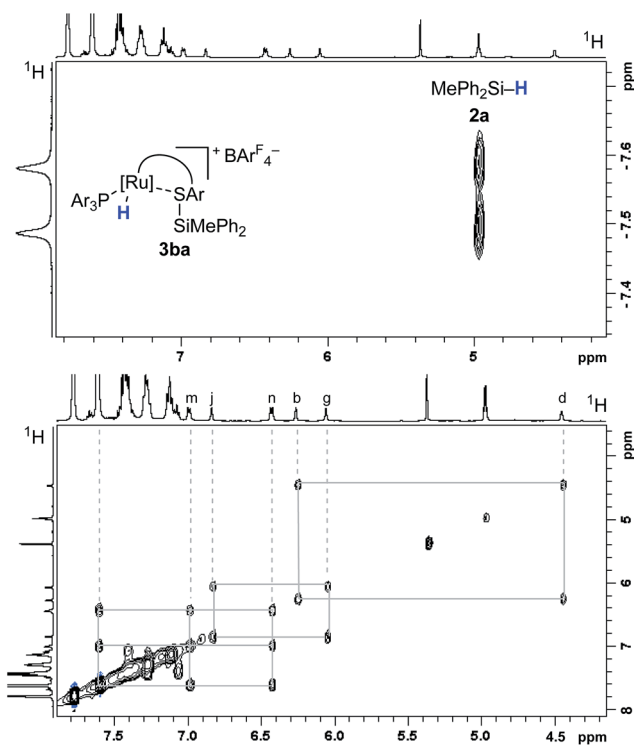 ¹H
¹H
MePh₂Si–H
2a
+ BArF₄–
[Ru]
Ar₃P
SAr
H
SiMePh₂
3ba
ppm
- 7.6
- 7.5
- 7.4
7 6 5 ppm
m j n b g d
¹H
¹H
ppm
5
6
7
8
7.5 7.0 6.5 6.0 5.5 5.0 4.5 ppm